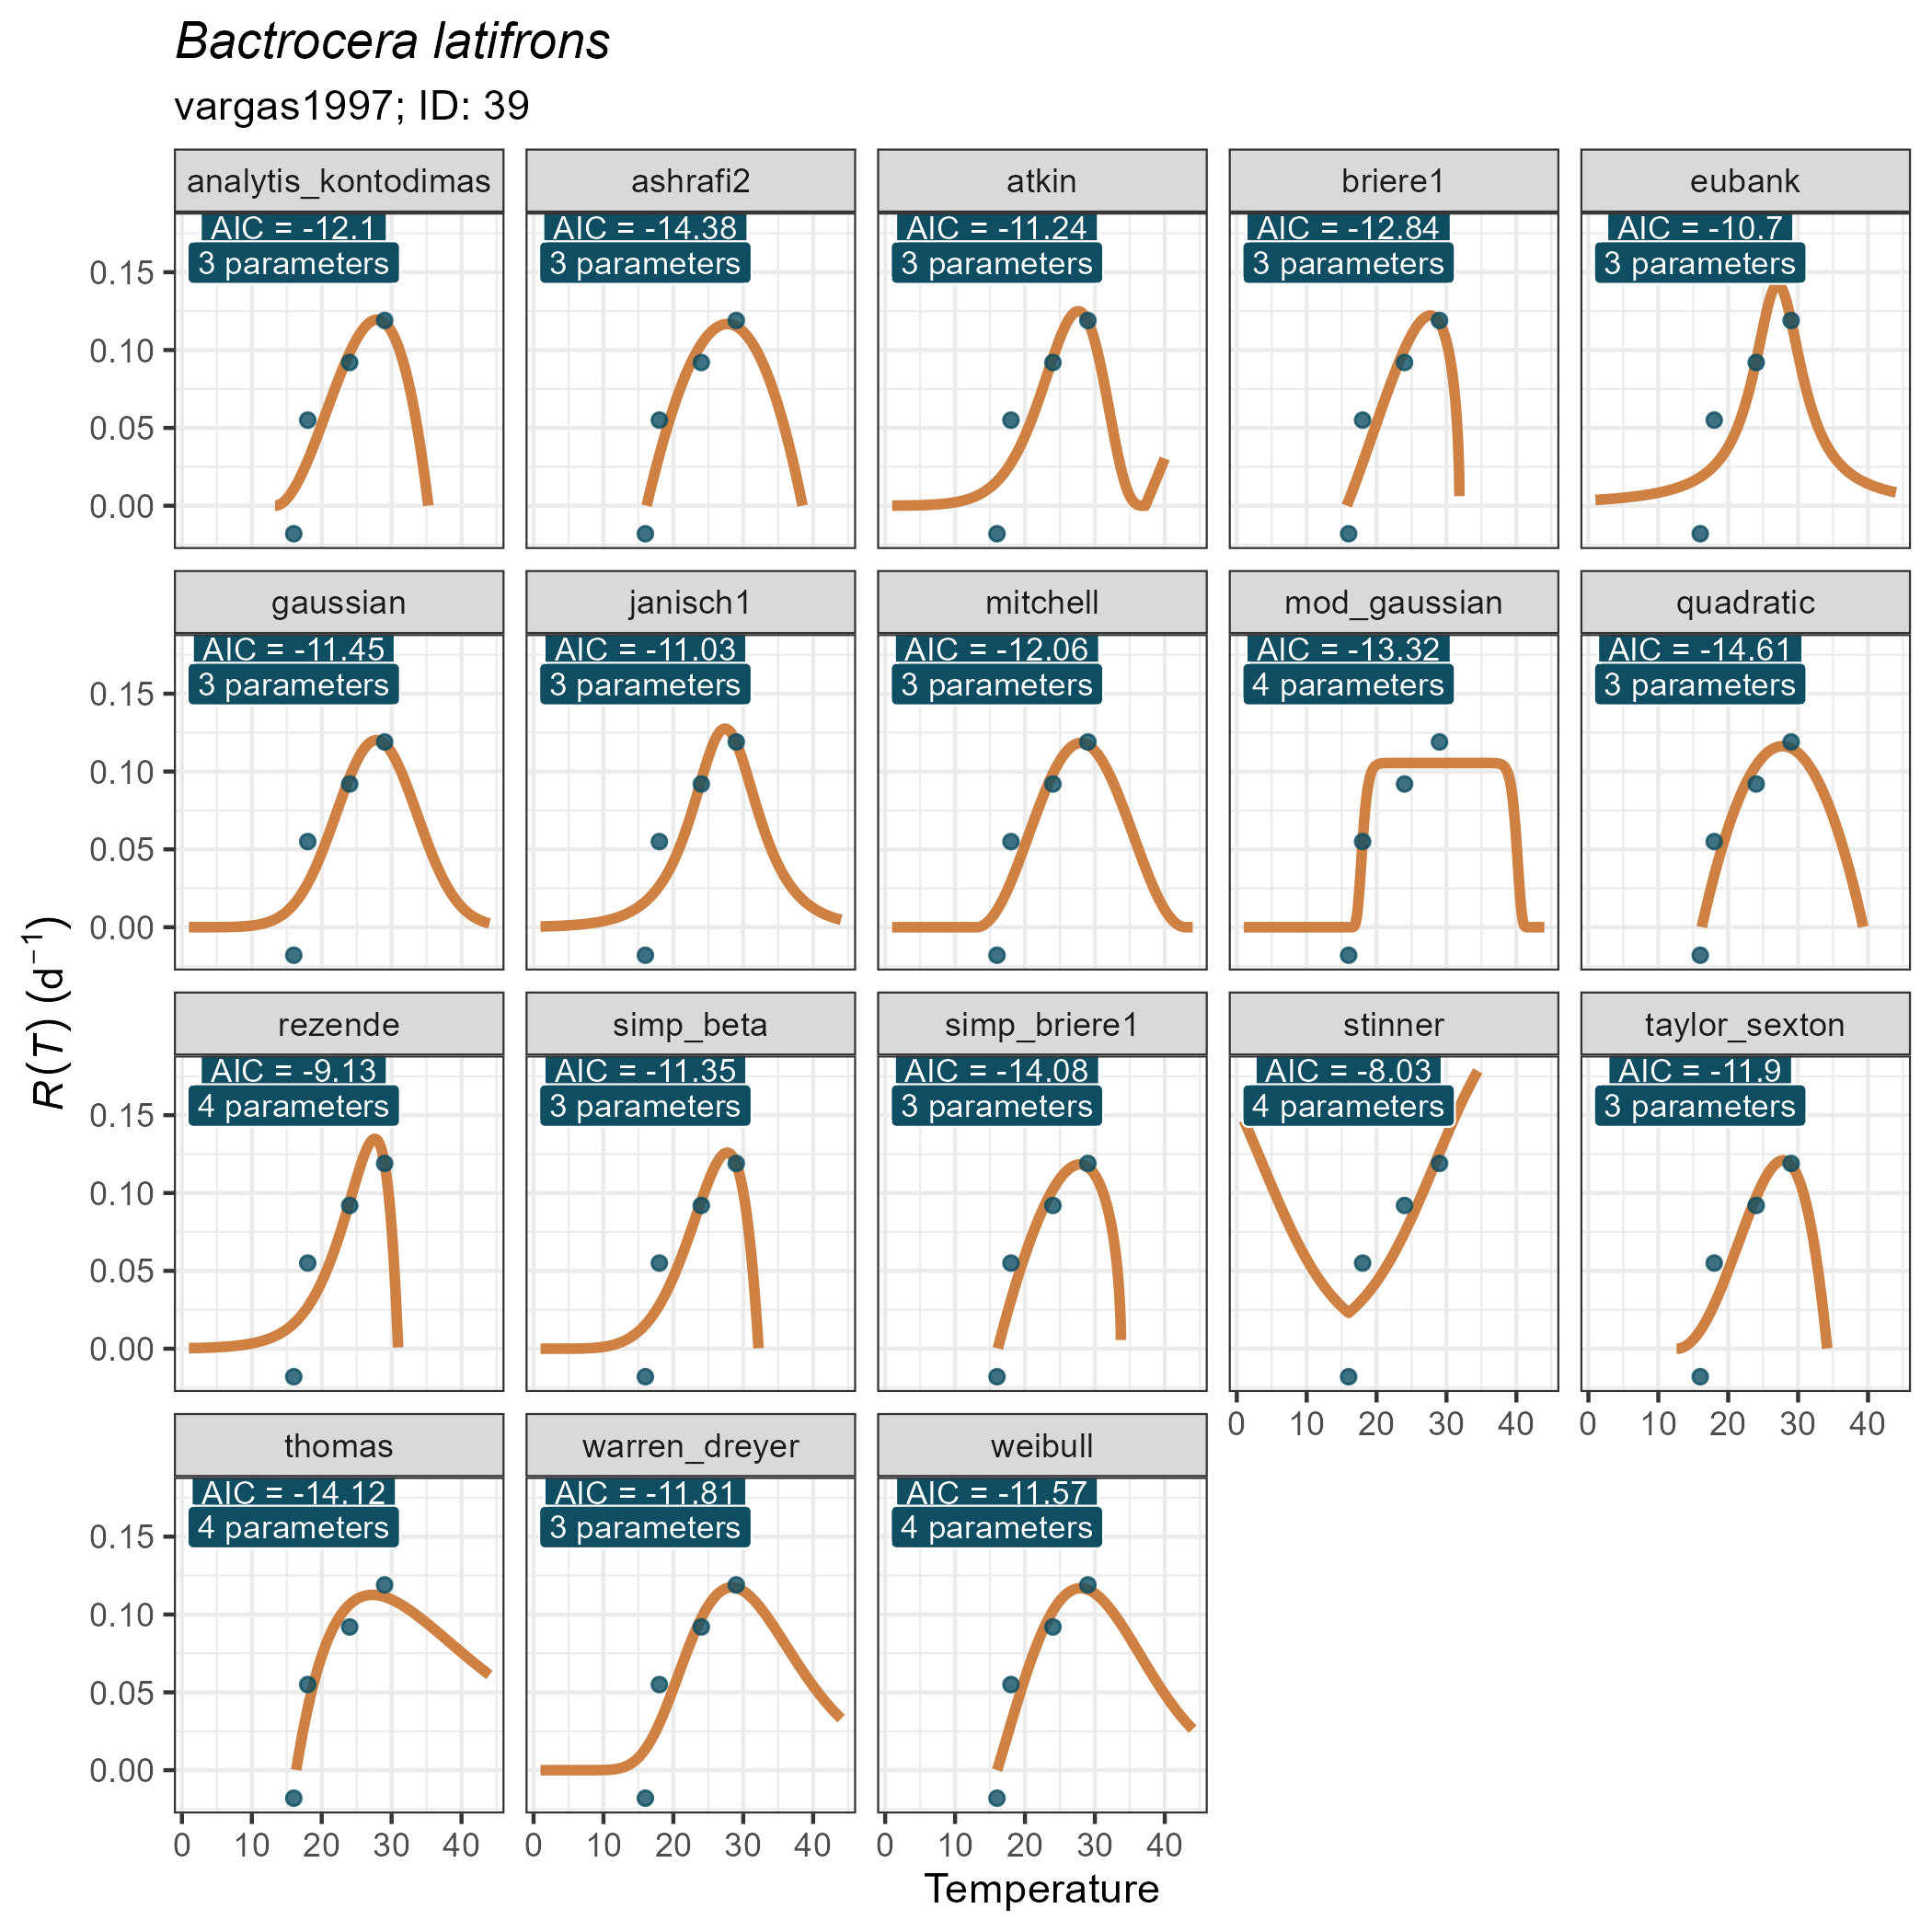 Bactrocera latifrons
vargas1997; ID: 39
analytis_kontodimas ashrafi2 atkin briere1 eubank
AIC = -12.1 AIC = -14.38 AIC = -11.24 AIC = -12.84 AIC = -10.7
3 parameters 3 parameters 3 parameters 3 parameters 3 parameters
0.15
0.10
0.05
0.00
gaussian janisch1 mitchell mod_gaussian quadratic
AIC = -11.45 AIC = -11.03 AIC = -12.06 AIC = -13.32 AIC = -14.61
3 parameters 3 parameters 3 parameters 4 parameters 3 parameters
0.15
0.10
0.05
0.00
R(T) (d⁻¹)
rezende simp_beta simp_briere1 stinner taylor_sexton
AIC = -9.13 AIC = -11.35 AIC = -14.08 AIC = -8.03 AIC = -11.9
4 parameters 3 parameters 3 parameters 4 parameters 3 parameters
0.15
0.10
0.05
0.00
0 10 20 30 40 0 10 20 30 40
thomas warren_dreyer weibull
AIC = -14.12 AIC = -11.81 AIC = -11.57
4 parameters 3 parameters 4 parameters
0.15
0.10
0.05
0.00
0 10 20 30 40 0 10 20 30 40 0 10 20 30 40
Temperature